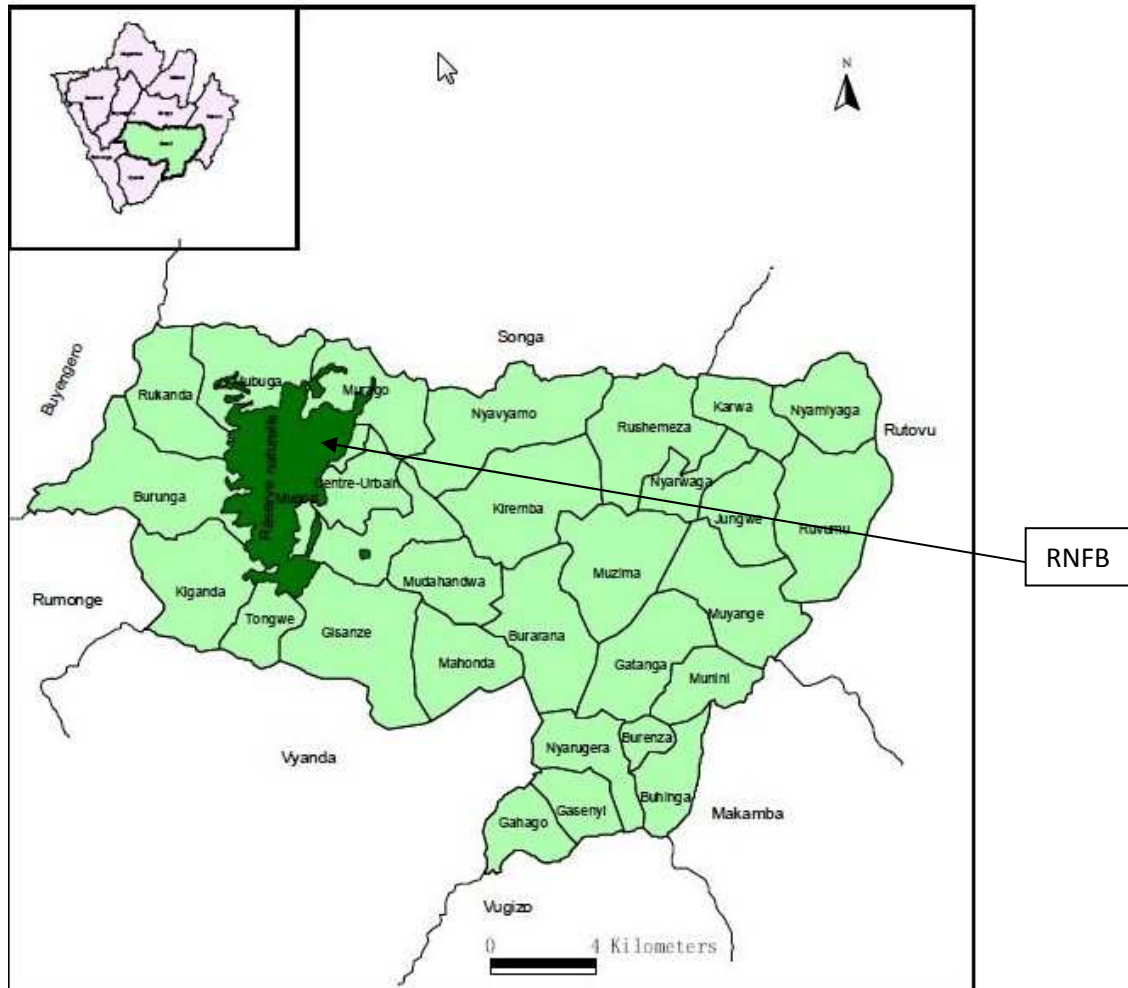 N
Songa
Buyengero
Rukanda
Murago
Nyavyamo
Rushemeza
Karwa
Nyamiyaga
Rutovu
Réserve naturelle
Centre-Urbain
Nyarwaga
Burunga
Kiremba
Jungwe
Ruvumu
RNFB
Mudahandwa
Muzima
Kiganda
Rumonge
Tongwe
Gisanze
Burarana
Muyange
Mahonda
Gatanga
Munini
Vyanda
Nyarugera
Burenza
Buhinga
Gahago
Gasenyi
Makamba
Vugizo
0 4 Kilometers